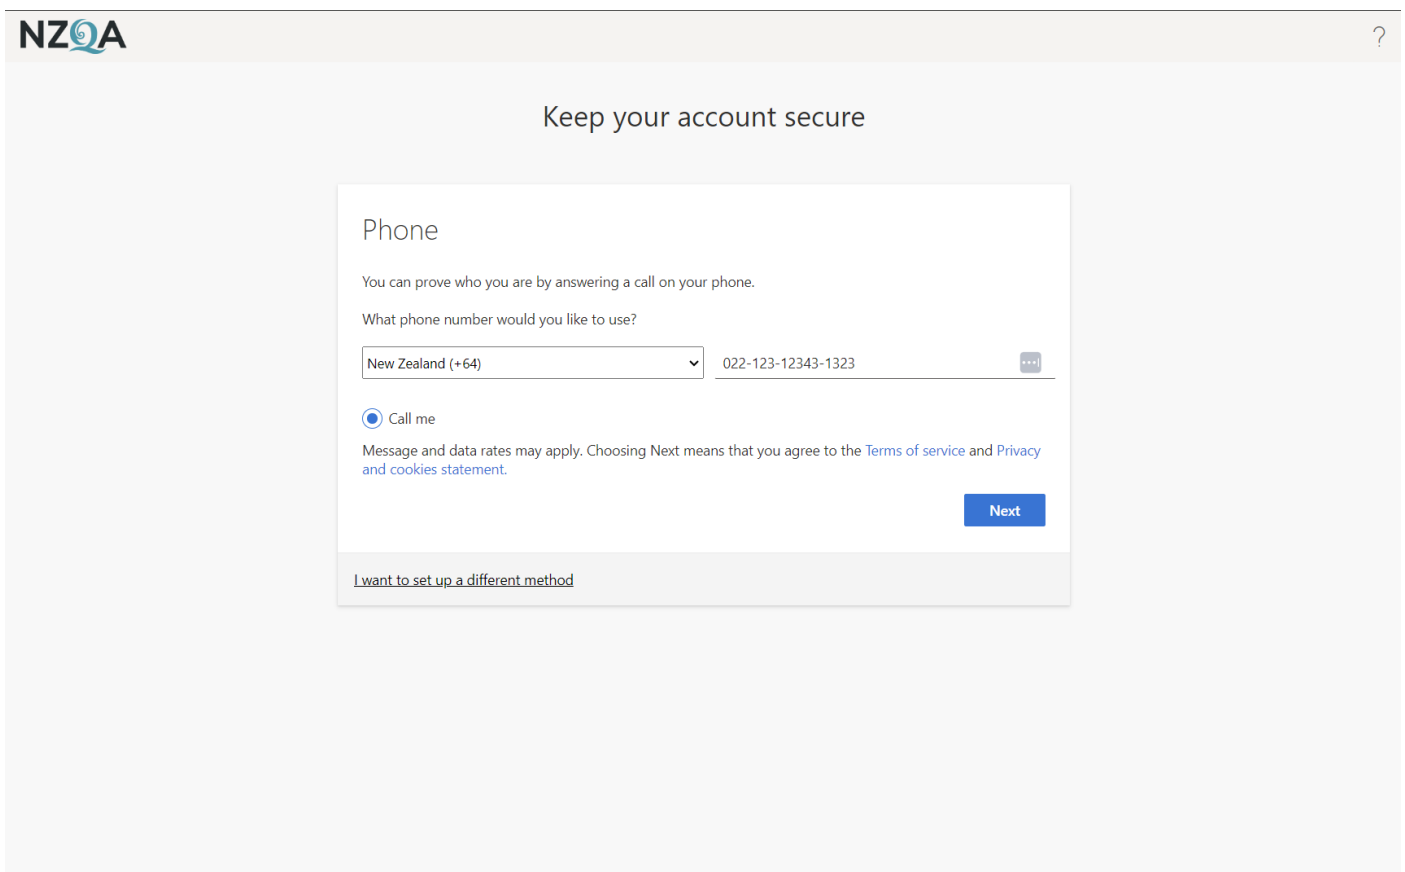 NZQA
?
Keep your account secure
Phone
You can prove who you are by answering a call on your phone.
What phone number would you like to use?
New Zealand (+64) 022-123-12343-1323
Call me
Message and data rates may apply. Choosing Next means that you agree to the Terms of service and Privacy
and cookies statement.
Next
I want to set up a different method